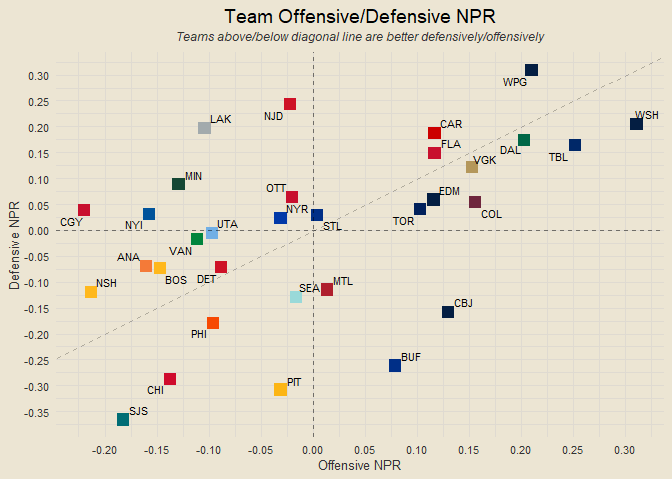 Team Offensive/Defensive NPR
Teams above/below diagonal line are better defensively/offensively
0.30
WPG
0.25
NJD
WSH
0.20
LAK
CAR
0.15
FLA
DAL
TBL
VGK
0.10
MIN
OTT
EDM
0.05
CGY
NYI
NYR
TOR
COL
UTA
STL
0.00
VAN
-0.05
ANA
BOS
DET
-0.10
NSH
SEA
MTL
CBJ
-0.15
-0.20
PHI
-0.25
BUF
-0.30
CHI
PIT
-0.35
SJS
Defensive NPR
-0.20 -0.15 -0.10 -0.05 0.00 0.05 0.10 0.15 0.20 0.25 0.30
Offensive NPR